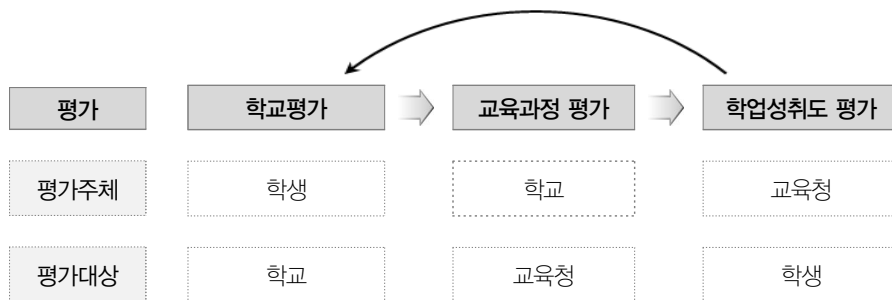 평가 학교평가 교육과정 평가 학업성취도 평가
평가주체 학생 학교 교육청
평가대상 학교 교육청 학생